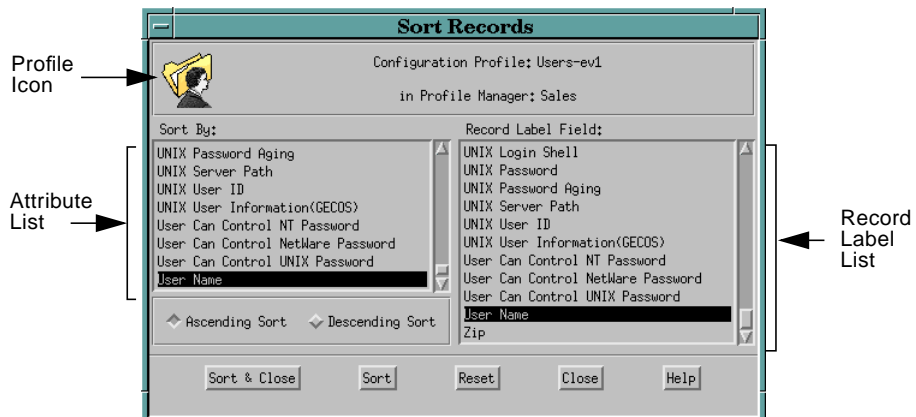 Sort Records
Profile
Icon
Configuration Profile: Users-ev1
in Profile Manager: Sales
Sort By:
Attribute
List
UNIX Password Aging
UNIX Server Path
UNIX User ID
UNIX User Information(GECOS)
User Can Control NT Password
User Can Control NetWare Password
User Can Control UNIX Password
User Name
Ascending Sort
Descending Sort
Record Label Field:
UNIX Login Shell
UNIX Password
UNIX Password Aging
UNIX Server Path
UNIX User ID
UNIX User Information(GECOS)
User Can Control NT Password
User Can Control NetWare Password
User Can Control UNIX Password
User Name
Zip
Record
Label
List
Sort & Close
Sort
Reset
Close
Help